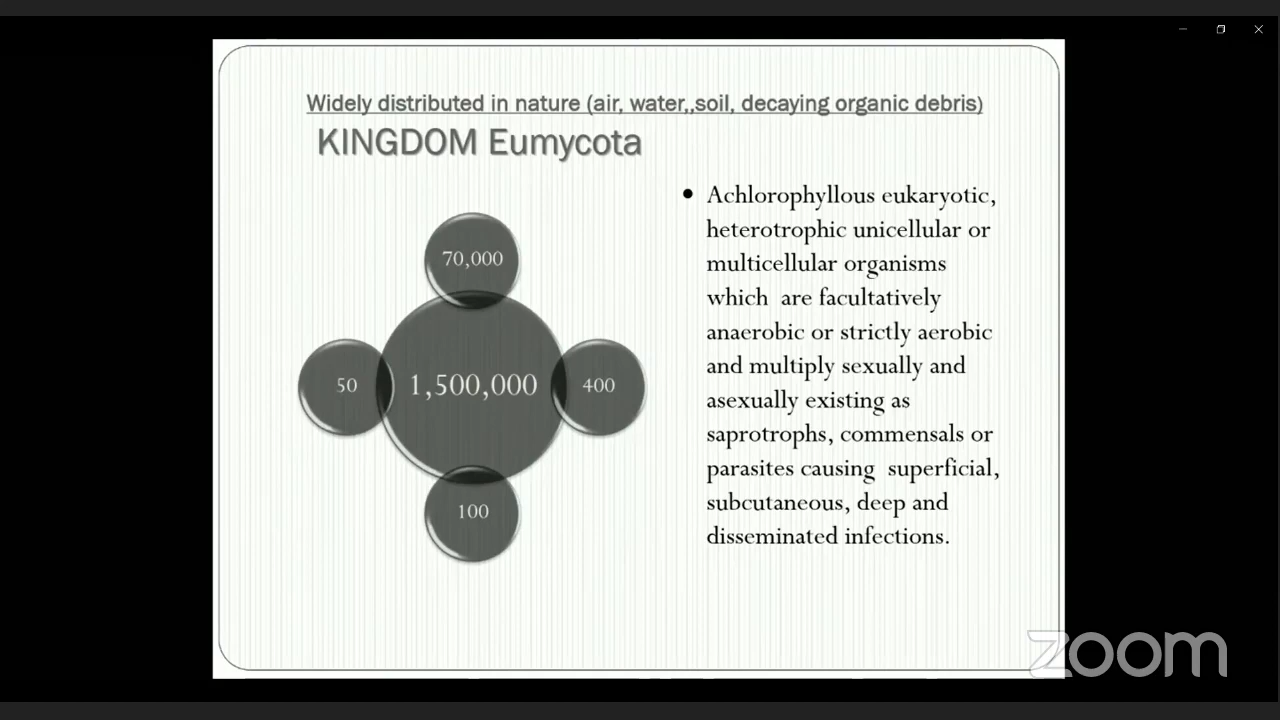 Widely distributed in nature (air, water,,soil, decaying organic debris)
KINGDOM Eumycota
70,000
50
1,500,000
400
100
• Achlorophyllous eukaryotic,
heterotrophic unicellular or
multicellular organisms
which are facultatively
anaerobic or strictly aerobic
and multiply sexually and
asexually existing as
saprotrophs, commensals or
parasites causing superficial,
subcutaneous, deep and
disseminated infections.
zoom